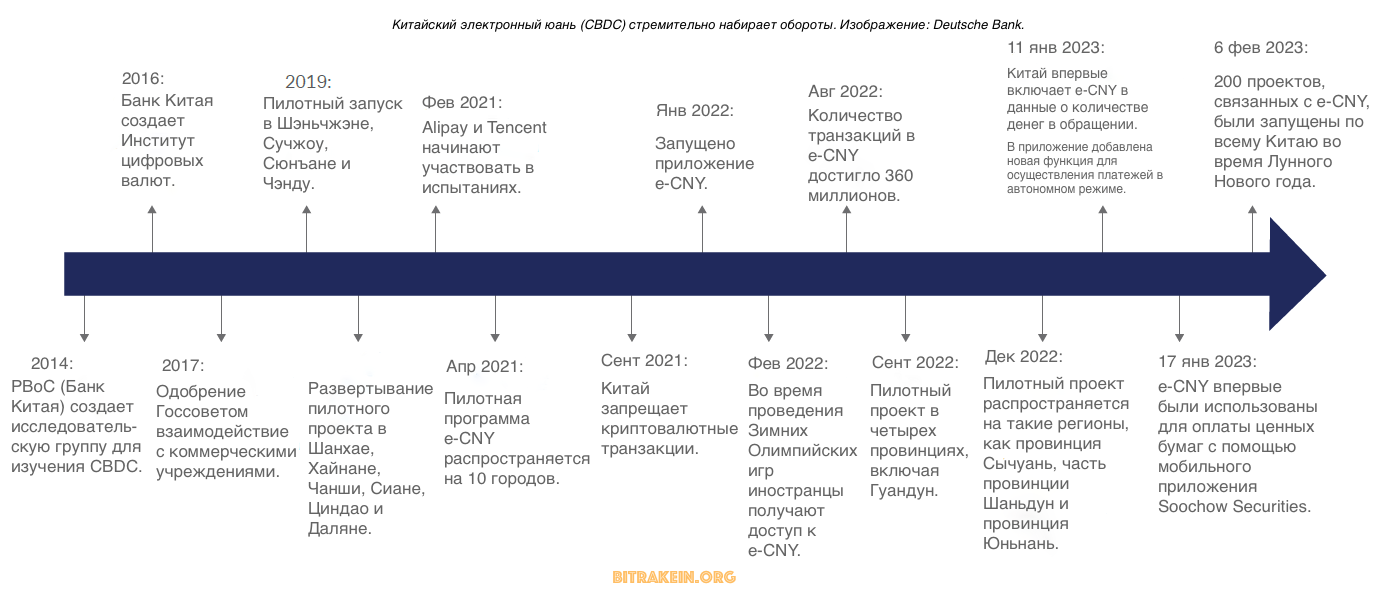 Китайский электронный юань (CBDC) стремительно набирает обороты. Изображение: Deutsche Bank.
2016:
Банк Китая
создает
Институт
цифровых
валют.
2019:
Пилотный запуск
в Шэньчжэне,
Сучжоу,
Сюнъане и
Чэнду.
Фев 2021:
Alipay и Tencent
начинают
участвовать в
испытаниях.
Янв 2022:
Запущено
приложение
e-CNY.
Авг 2022:
Количество
транзакций в
e-CNY
достигло 360
миллионов.
11 янв 2023:
Китай впервые
включает e-CNY в
данные о количестве
денег в обращении.
В приложение добавлена
новая функция для
осуществления платежей в
автономном режиме.
6 фев 2023:
200 проектов,
связанных с e-CNY,
были запущены по
всему Китаю во
время Лунного
Нового года.
2014:
PBoC (Банк
Китая) создает
исследователь-
скую группу для
изучения CBDC.
2017:
Одобрение
Госсоветом
взаимодействие
с коммерческими
учреждениями.
Развертывание
пилотного
проекта в
Шанхае,
Хайнане,
Чанши, Сиане,
Циндао и
Даляне.
Апр 2021:
Пилотная
программа
e-CNY
распространяется
на 10 городов.
Сент 2021:
Китай
запрещает
криптовалютные
транзакции.
Фев 2022:
Во время
проведения
Зимних
Олимпийских
игр
иностранцы
получают
доступ к
e-CNY.
Сент 2022:
Пилотный
проект в
четырех
провинциях,
включая
Гуандун.
Дек 2022:
Пилотный проект
распространяется
на такие регионы,
как провинция
Сычуань, часть
провинции
Шаньдун и
провинция
Юньнань.
17 янв 2023:
e-CNY впервые
были использованы
для оплаты ценных
бумаг с помощью
мобильного
приложения
Soochow Securities.
BITRAKEIN.ORG